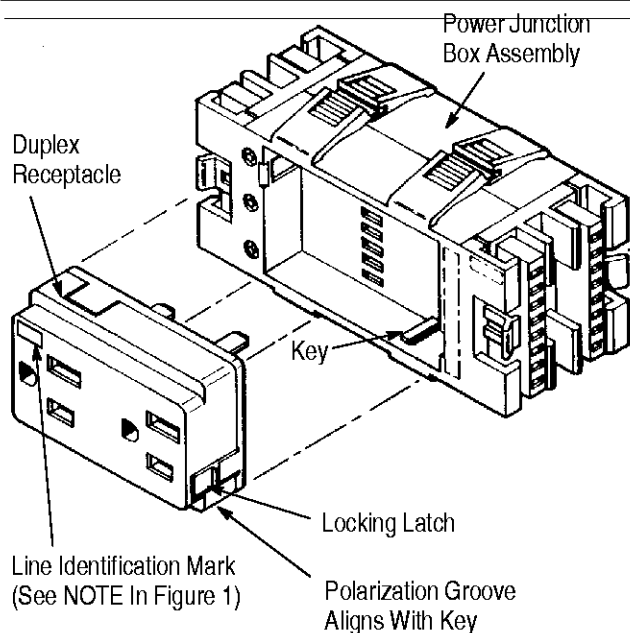 Power Junction
Box Assembly
Duplex
Receptacle
Key
Locking Latch
Line Identification Mark
(See NOTE In Figure 1)
Polarization Groove
Aligns With Key